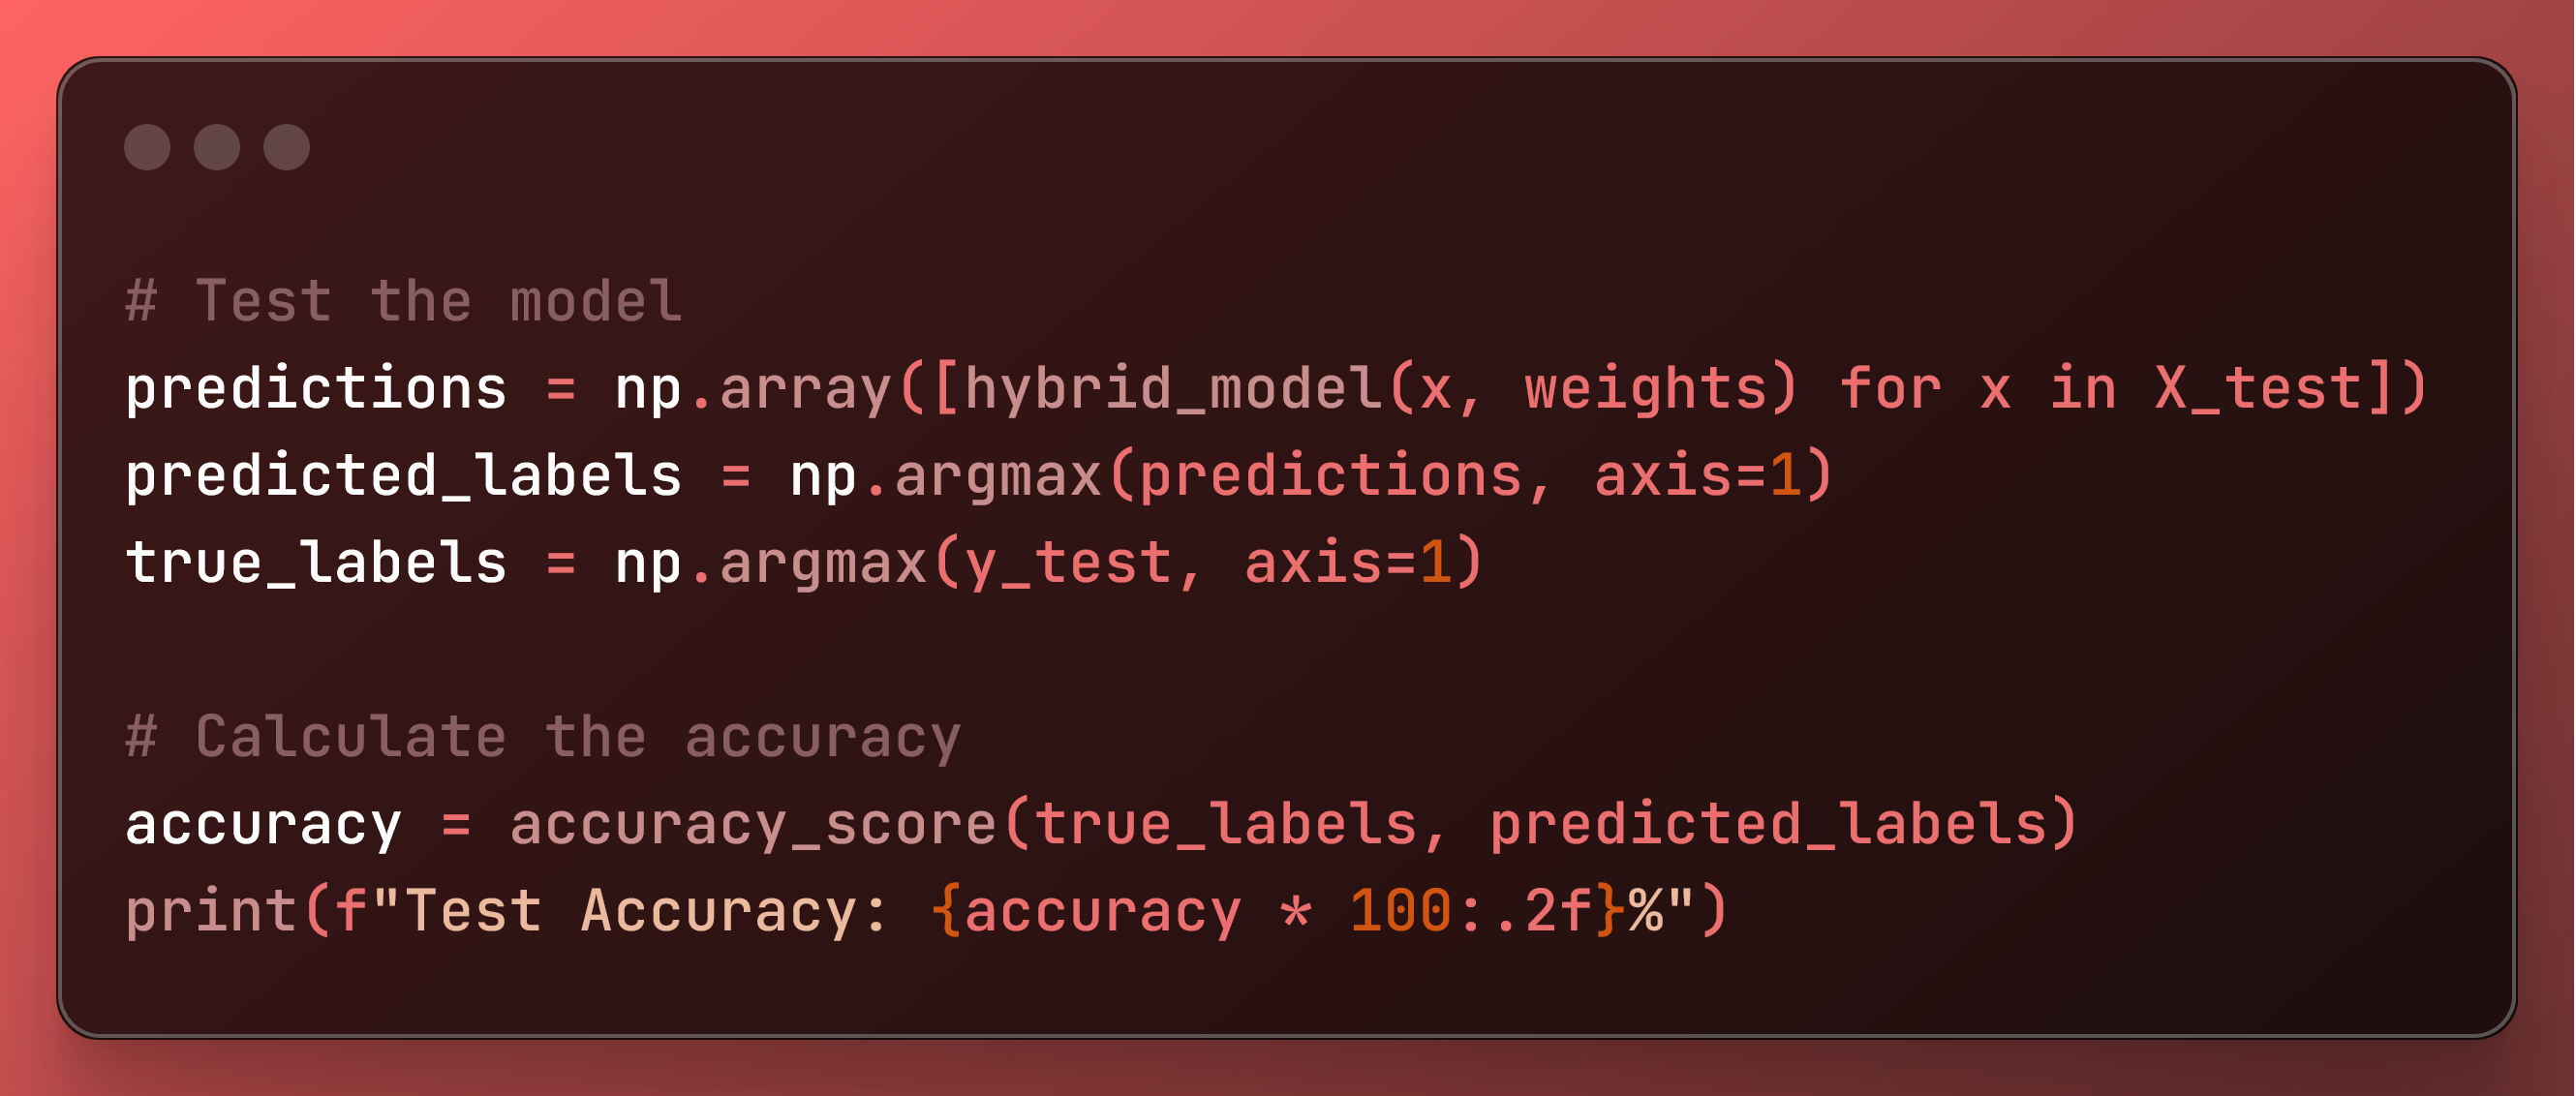 # Test the model
predictions = np.array([hybrid_model(x, weights) for x in X_test])
predicted_labels = np.argmax(predictions, axis=1)
true_labels = np.argmax(y_test, axis=1)
# Calculate the accuracy
accuracy = accuracy_score(true_labels, predicted_labels)
print(f"Test Accuracy: {accuracy * 100:.2f}%")